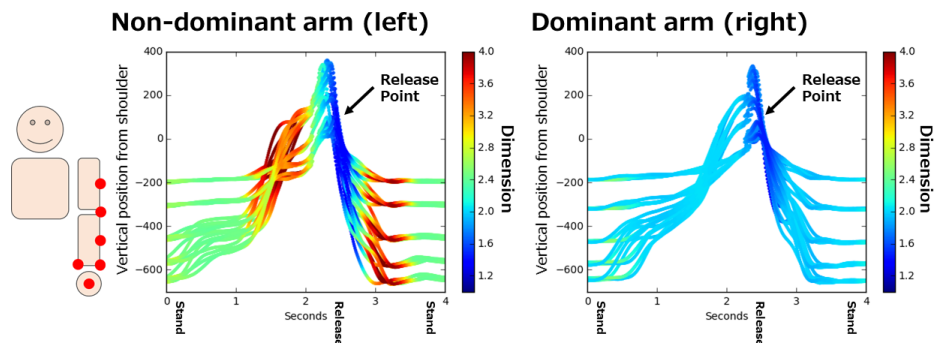 Non-dominant arm (left)
Dominant arm (right)
Vertical position from shoulder
400
200
0
−200
−400
−600
0
1
2
3
4
Seconds
Stand
Release
Stand
Release
Point
4.0
3.6
3.2
2.8
2.4
2.0
1.6
1.2
Dimension
Vertical position from shoulder
400
200
0
−200
−400
−600
0
1
2
3
4
Seconds
Stand
Release
Stand
Release
Point
4.0
3.6
3.2
2.8
2.4
2.0
1.6
1.2
Dimension